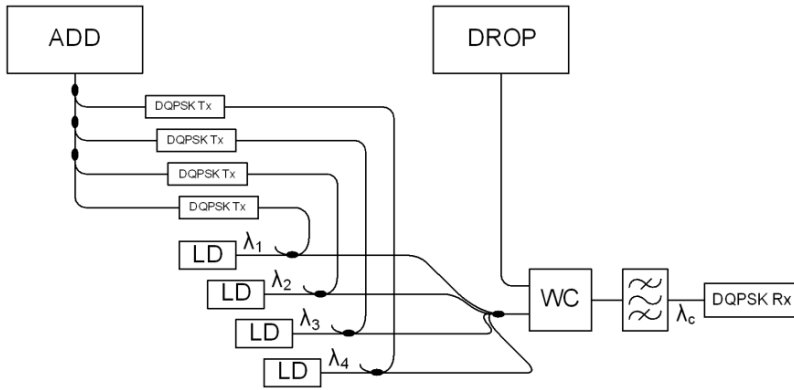 ADD
DROP
DQPSK Tx
DQPSK Tx
DQPSK Tx
DQPSK Tx
LD
λ1
LD
λ2
LD
λ3
LD
λ4
WC
λc
DQPSK Rx